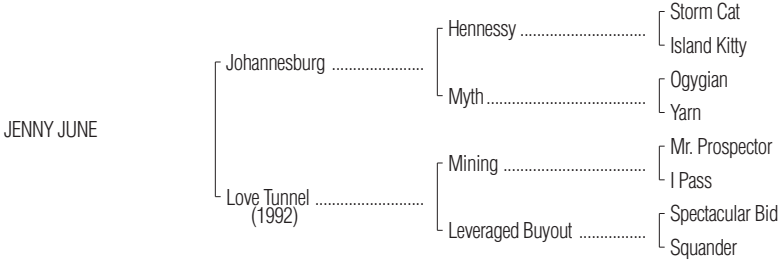 Storm Cat
Hennessy ..............................
Island Kitty
Johannesburg ......................
Ogygian
Myth ......................................
Yarn
JENNY JUNE
Mr. Prospector
Mining ..................................
I Pass
Love Tunnel ..........................
(1992)
Spectacular Bid
Leveraged Buyout ................
Squander